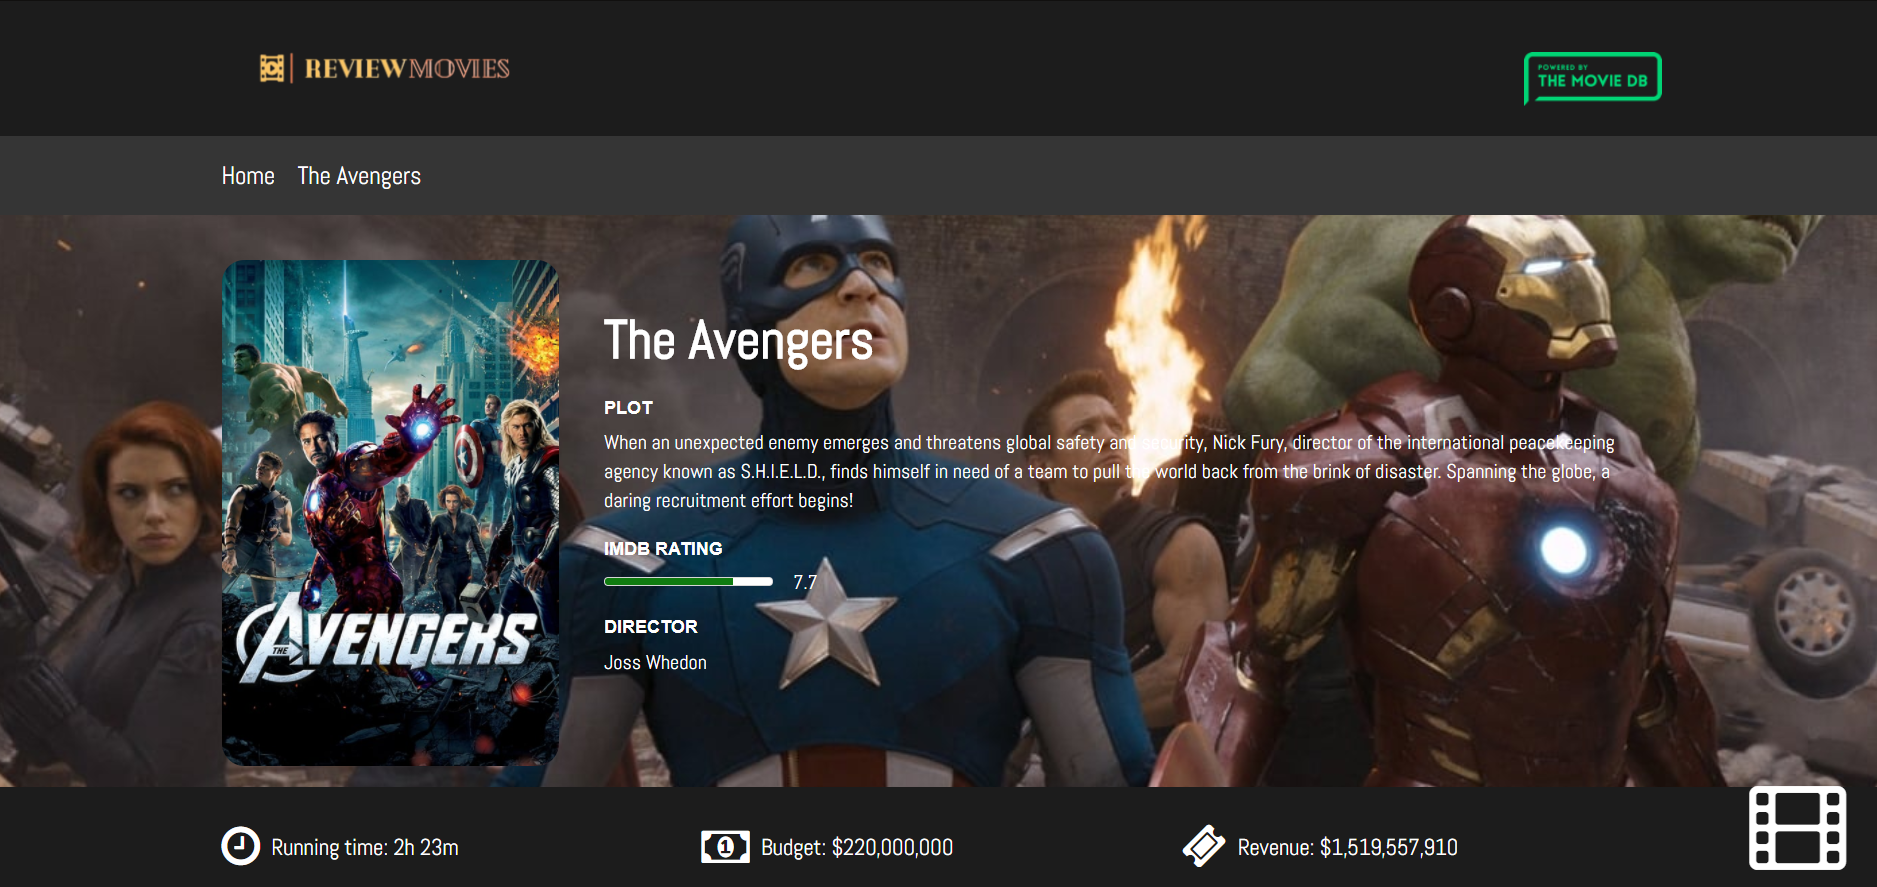 REVIEWMOVIES
POWERED BY
THE MOVIE DB
Home The Avengers
THE
AVENGERS
The Avengers
PLOT
When an unexpected enemy emerges and threatens global safety and security, Nick Fury, director of the international peacekeeping
agency known as S.H.I.E.L.D., finds himself in need of a team to pull the world back from the brink of disaster. Spanning the globe, a
daring recruitment effort begins!
IMDB RATING
7.7
DIRECTOR
Joss Whedon
Running time: 2h 23m
1
Budget: $220,000,000
Revenue: $1,519,557,910